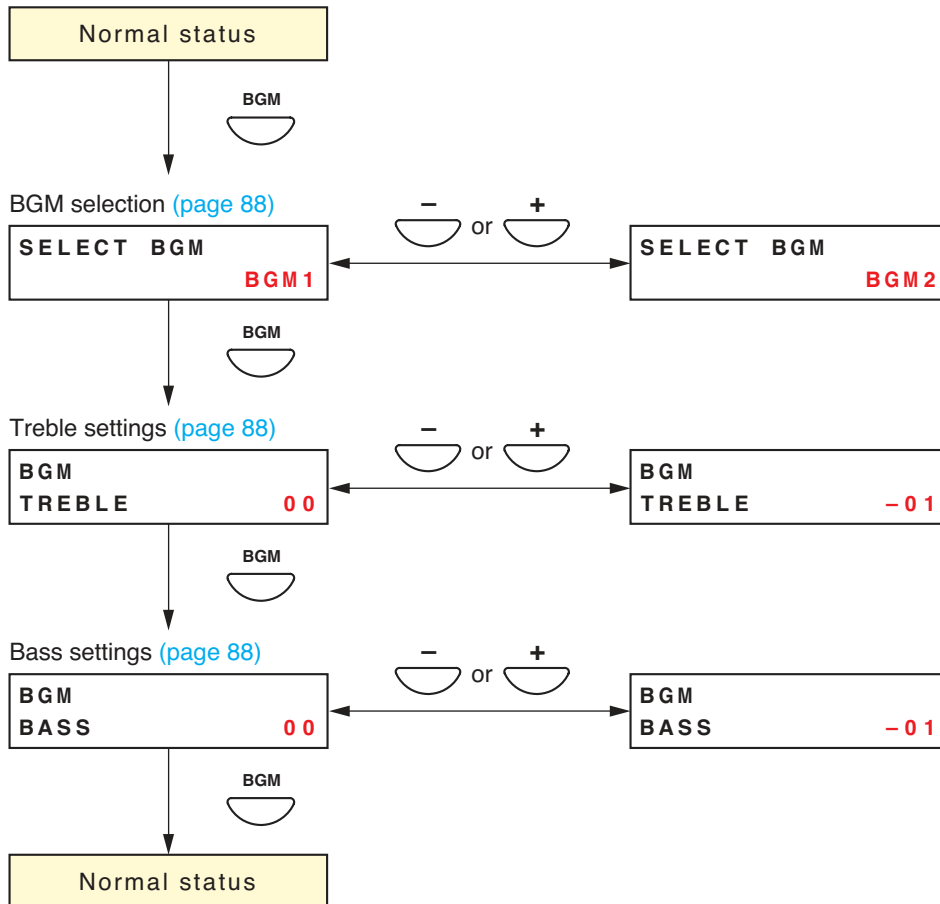 Normal status
BGM
BGM selection (page 88)
– or +
SELECT BGM
BGM1
SELECT BGM
BGM2
BGM
Treble settings (page 88)
– or +
BGM
TREBLE 00
BGM
TREBLE –01
BGM
Bass settings (page 88)
– or +
BGM
BASS 00
BGM
BASS –01
BGM
Normal status